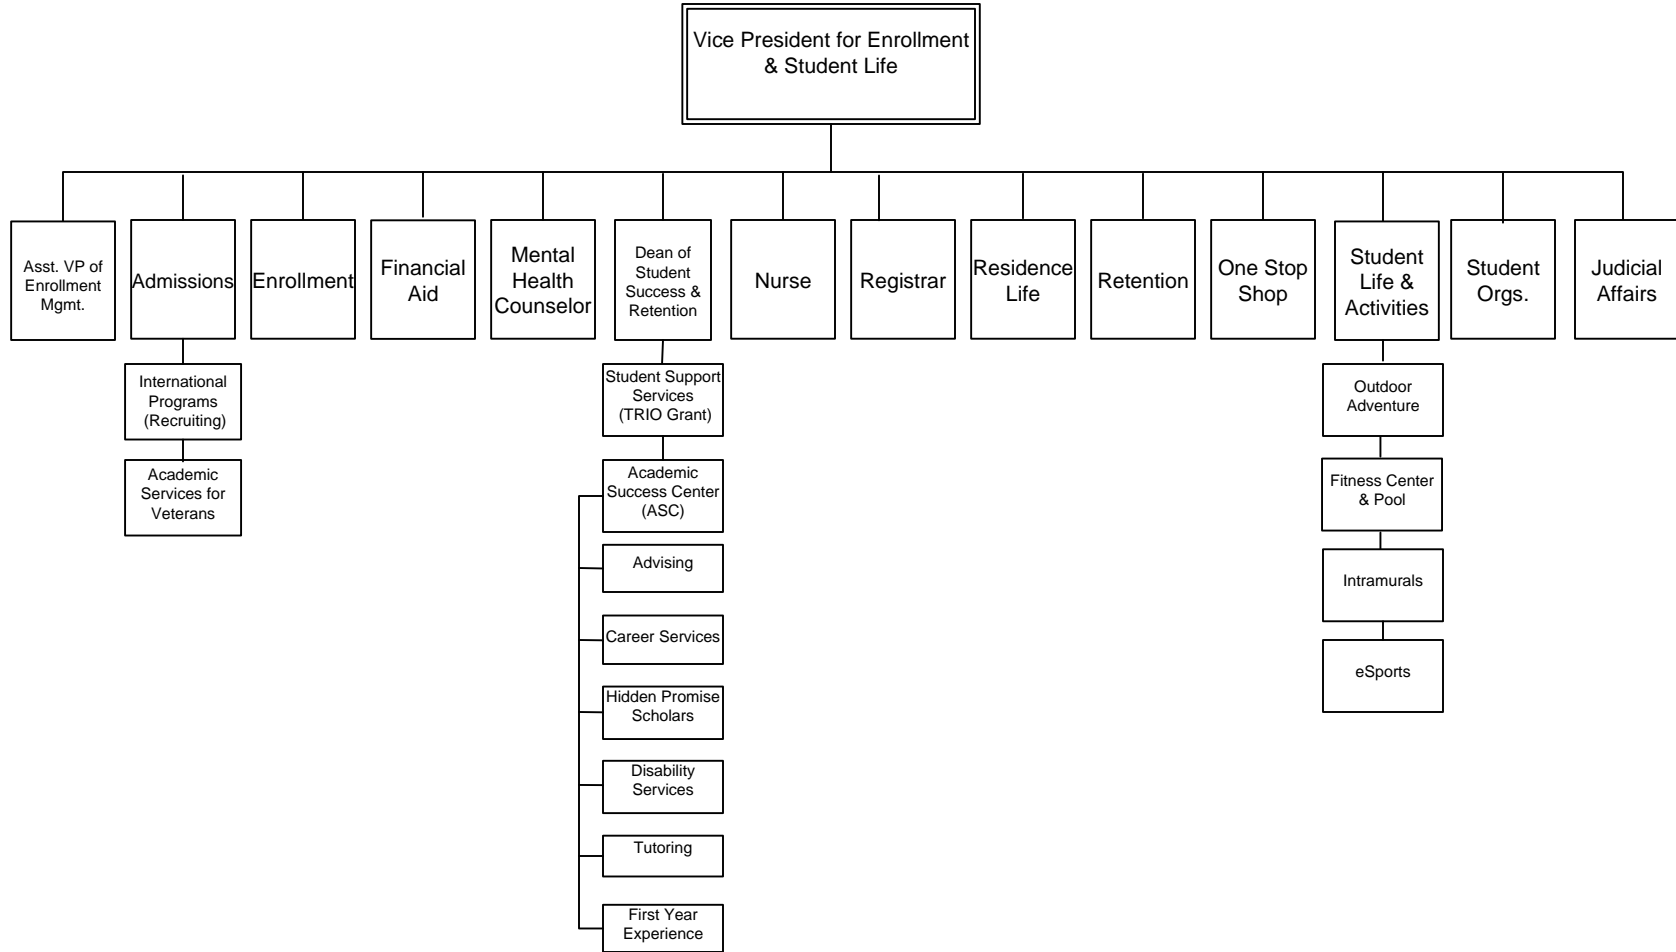 Vice President for Enrollment
& Student Life
Asst. VP of
Enrollment
Mgmt.
Admissions
Enrollment
Financial
Aid
Mental
Health
Counselor
Dean of
Student
Success &
Retention
Nurse
Registrar
Residence
Life
Retention
One Stop
Shop
Student
Life &
Activities
Student
Orgs.
Judicial
Affairs
International
Programs
(Recruiting)
Academic
Services for
Veterans
Student Support
Services
(TRIO Grant)
Academic
Success Center
(ASC)
Advising
Career Services
Hidden Promise
Scholars
Disability
Services
Tutoring
First Year
Experience
Outdoor
Adventure
Fitness Center
& Pool
Intramurals
eSports